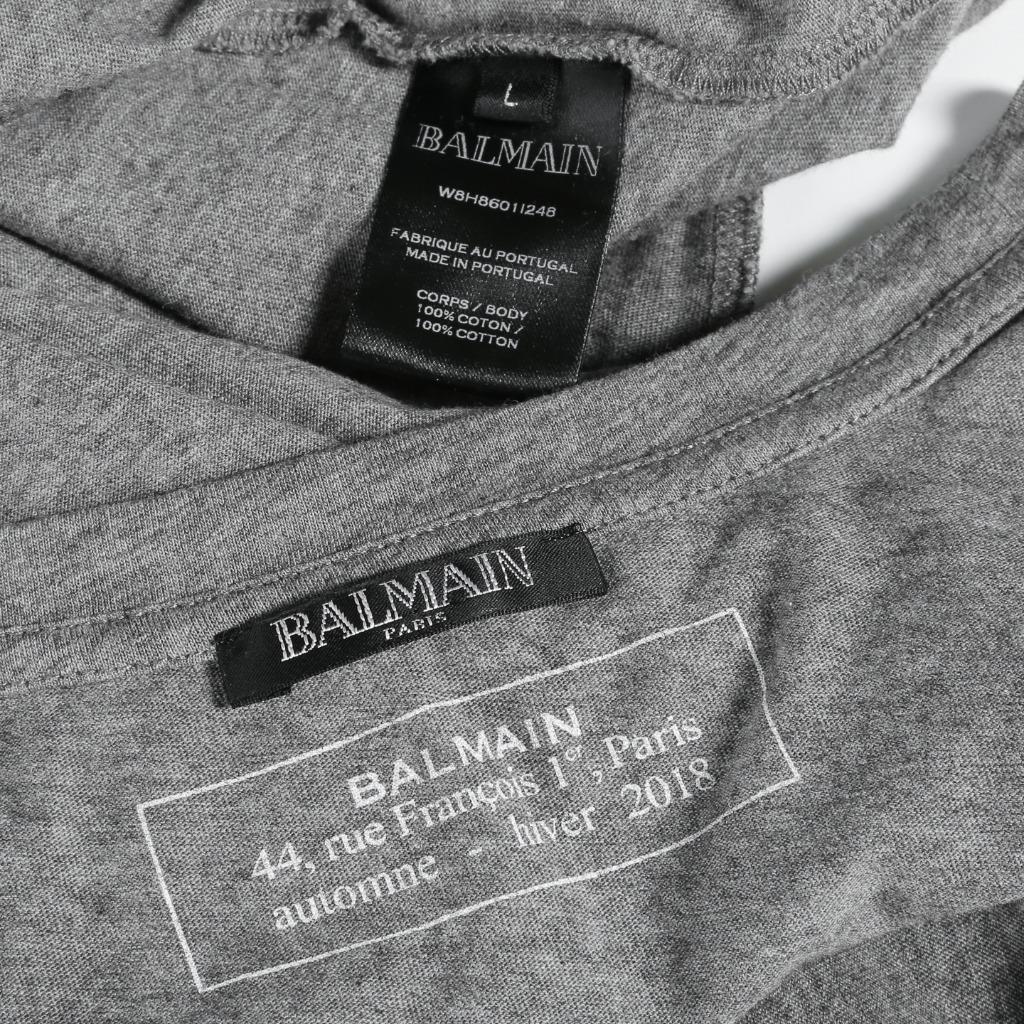 L
BALMAIN
W8H8601I248
FABRIQUE AU PORTUGAL
MADE IN PORTUGAL
CORPS / BODY
100% COTON /
100% COTTON
BALMAIN
PARIS
BALMAIN
44, rue François 1er, Paris
automne - hiver 2018